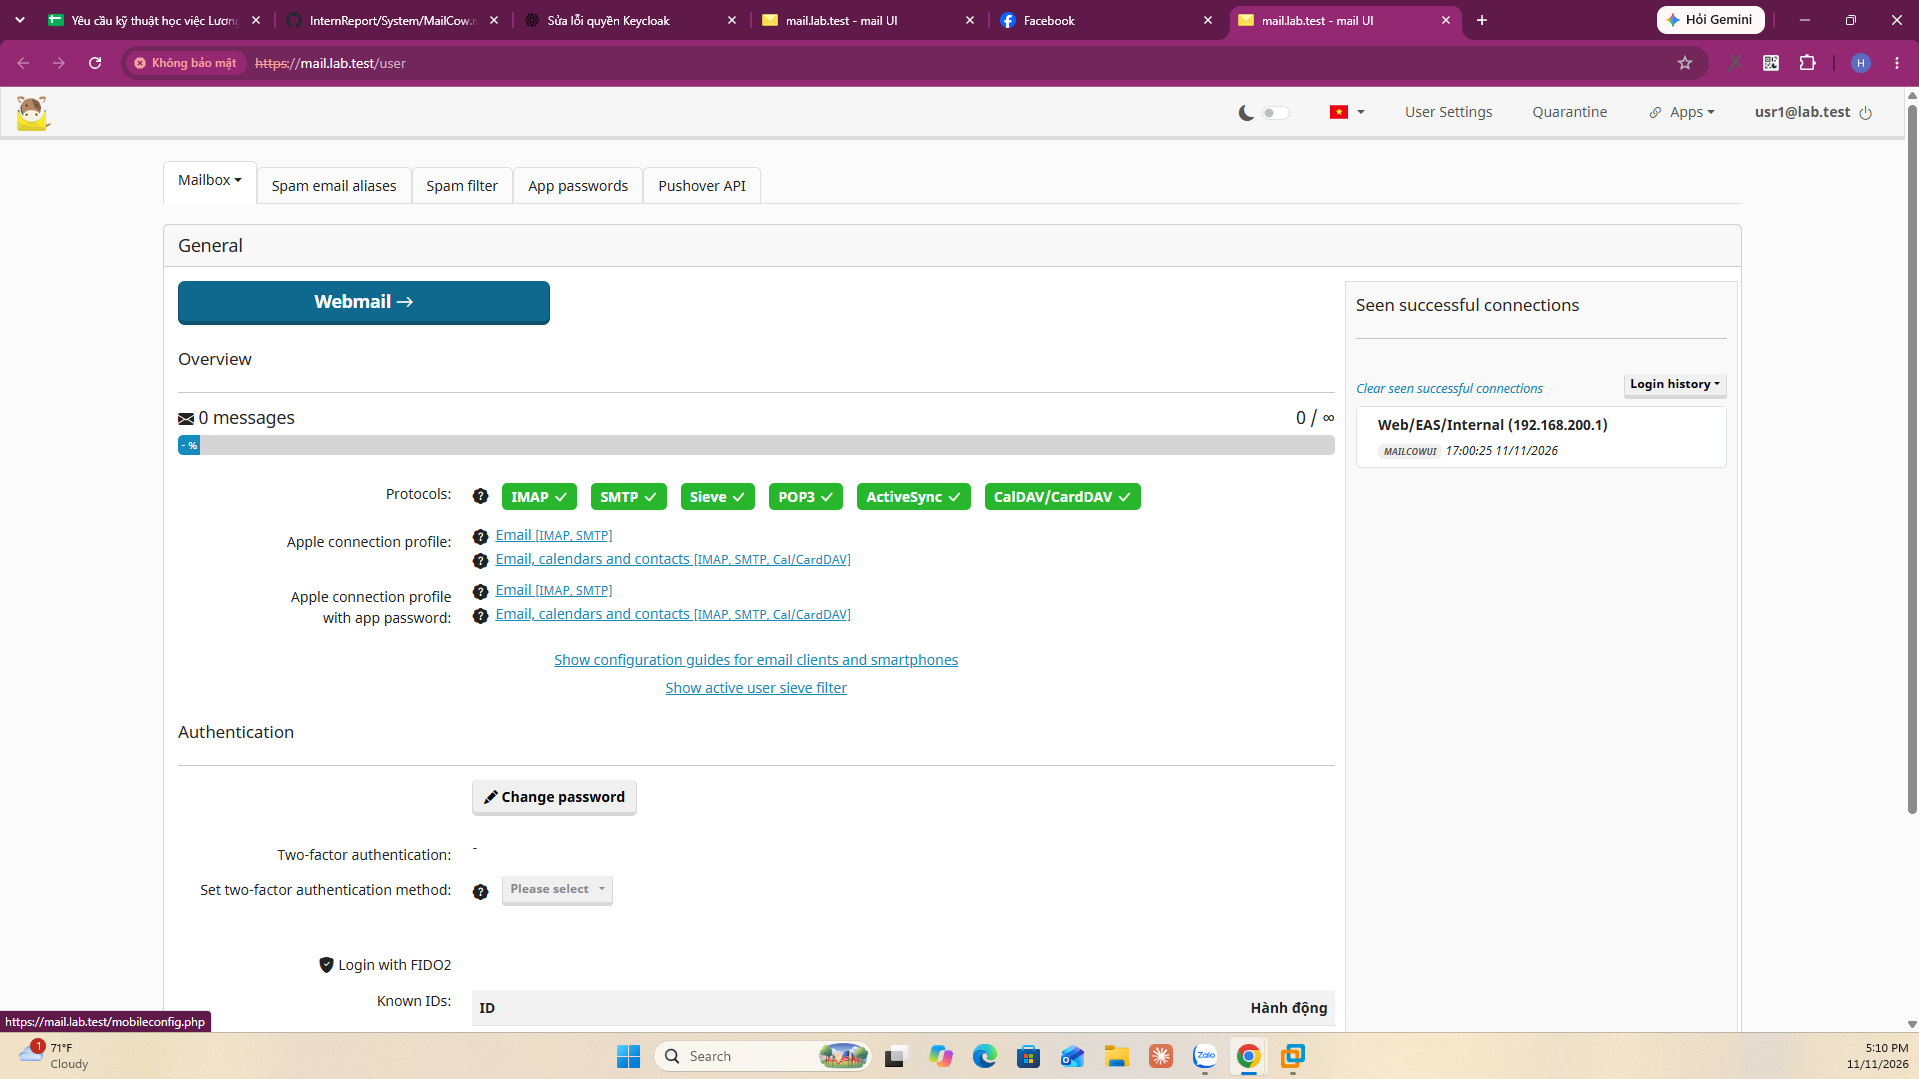 Yêu cầu kỹ thuật học việc Lương
InternReport/System/MailCow.
Sửa lỗi quyền Keycloak
mail.lab.test - mail UI
Facebook
mail.lab.test - mail UI
Hỏi Gemini
Không bảo mật
https://mail.lab.test/user
H
User Settings
Quarantine
Apps
usr1@lab.test
Mailbox
Spam email aliases
Spam filter
App passwords
Pushover API
General
Webmail →
Seen successful connections
Overview
Clear seen successful connections
Login history
0 messages
0 / ∞
- %
Web/EAS/Internal (192.168.200.1)
MAILCOWUI 17:00:25 11/11/2026
Protocols:
IMAP ✓
SMTP ✓
Sieve ✓
POP3 ✓
ActiveSync ✓
CalDAV/CardDAV ✓
Apple connection profile:
Email [IMAP, SMTP]
Email, calendars and contacts [IMAP, SMTP, Cal/CardDAV]
Apple connection profile
with app password:
Email [IMAP, SMTP]
Email, calendars and contacts [IMAP, SMTP, Cal/CardDAV]
Show configuration guides for email clients and smartphones
Show active user sieve filter
Authentication
Change password
Two-factor authentication:
-
Set two-factor authentication method:
Please select
Login with FIDO2
Known IDs:
ID
Hành động
https://mail.lab.test/mobileconfig.php
1
71°F
Cloudy
Search
Zalo
5:10 PM
11/11/2026